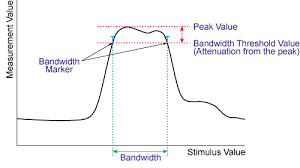 Measurement Value
Peak Value
Bandwidth Threshold Value
(Attenuation from the peak)
Bandwidth
Marker
Stimulus Value
Bandwidth